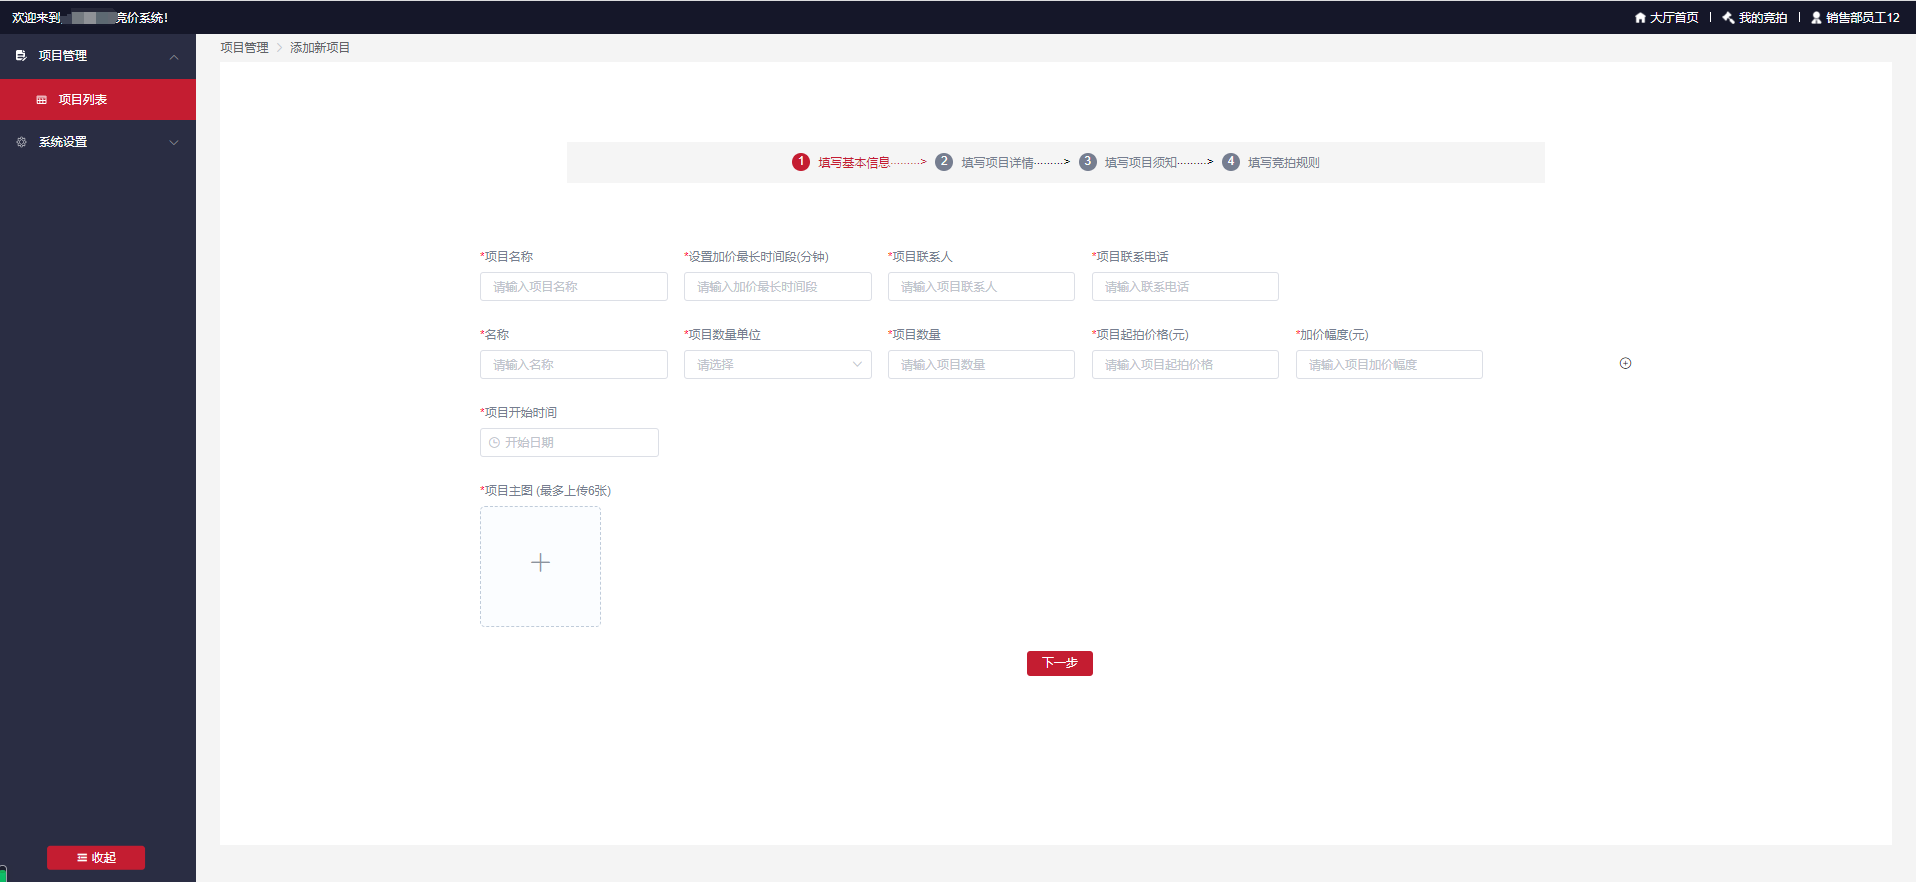 欢迎来到 竞价系统!
大厅首页 | 我的竞拍 | 销售部员工12
项目管理
项目列表
系统设置
收起
项目管理 > 添加新项目
1 填写基本信息·········> 2 填写项目详情·········> 3 填写项目须知·········> 4 填写竞拍规则
*项目名称 *设置加价最长时间段(分钟) *项目联系人 *项目联系电话
请输入项目名称 请输入加价最长时间段 请输入项目联系人 请输入联系电话
*名称 *项目数量单位 *项目数量 *项目起拍价格(元) *加价幅度(元)
请输入名称 请选择 请输入项目数量 请输入项目起拍价格 请输入项目加价幅度
*项目开始时间
开始日期
*项目主图 (最多上传6张)
下一步